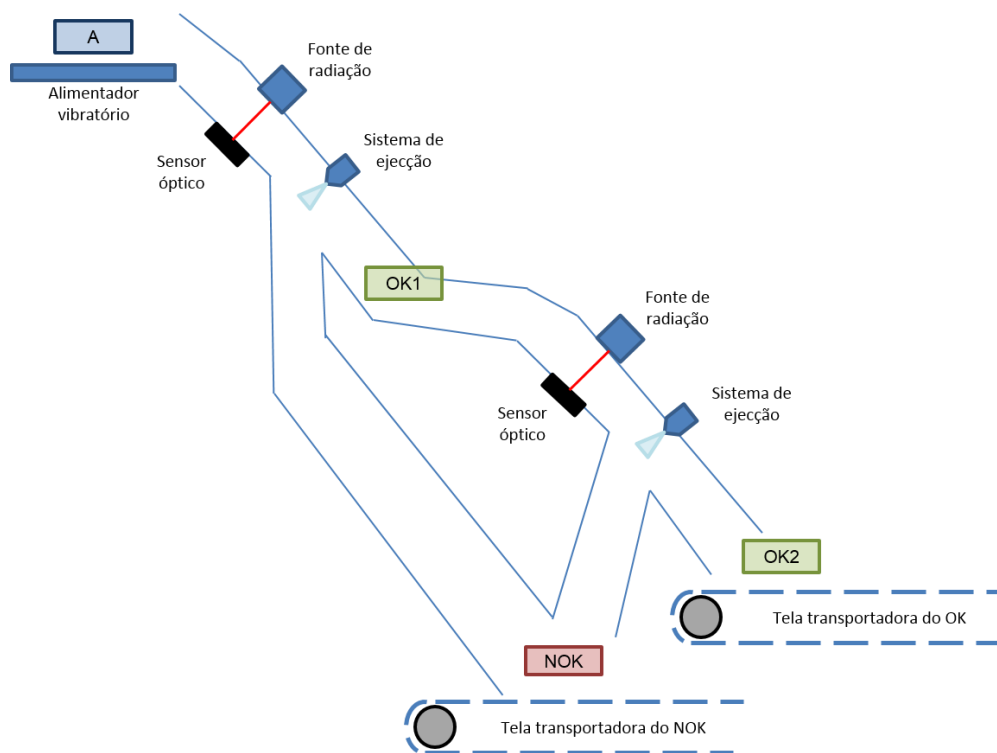 A
Alimentador
vibratório
Fonte de
radiação
Sensor
óptico
Sistema de
ejecção
OK1
Fonte de
radiação
Sensor
óptico
Sistema de
ejecção
OK2
Tela transportadora do OK
NOK
Tela transportadora do NOK